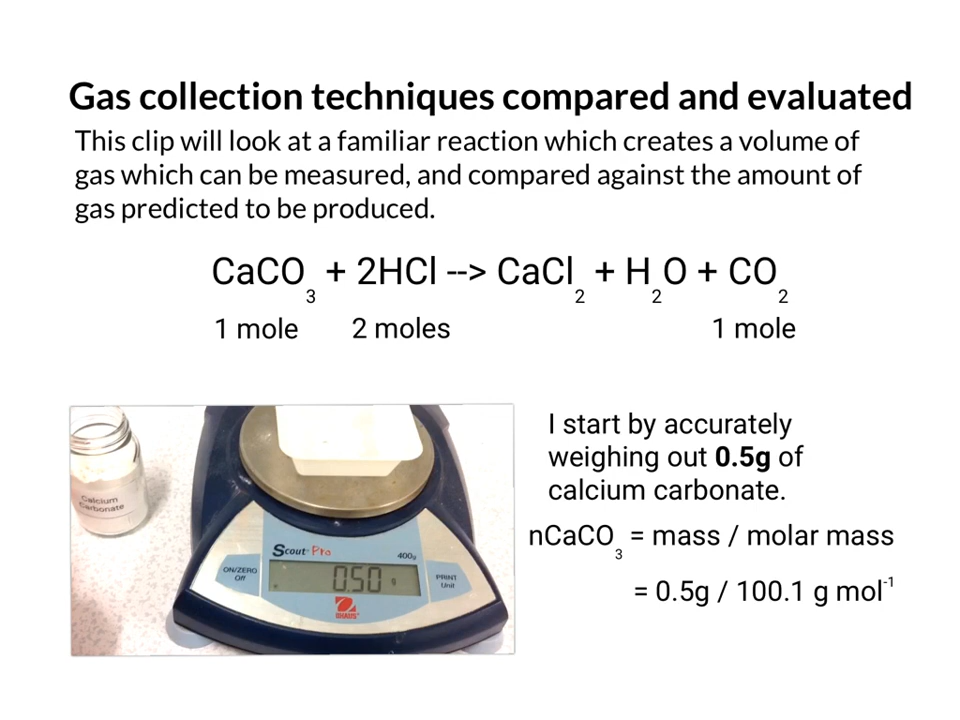 Gas collection techniques compared and evaluated
This clip will look at a familiar reaction which creates a volume of
gas which can be measured, and compared against the amount of
gas predicted to be produced.
CaCO₃ + 2HCl --> CaCl₂ + H₂O + CO₂
1 mole 2 moles 1 mole
Calcium
Carbonate
Scout Pro
400g
ON/ZERO
Off
0.50 g
PRINT
Unit
OHAUS
I start by accurately
weighing out 0.5g of
calcium carbonate.
nCaCO₃ = mass / molar mass
= 0.5g / 100.1 g mol⁻¹